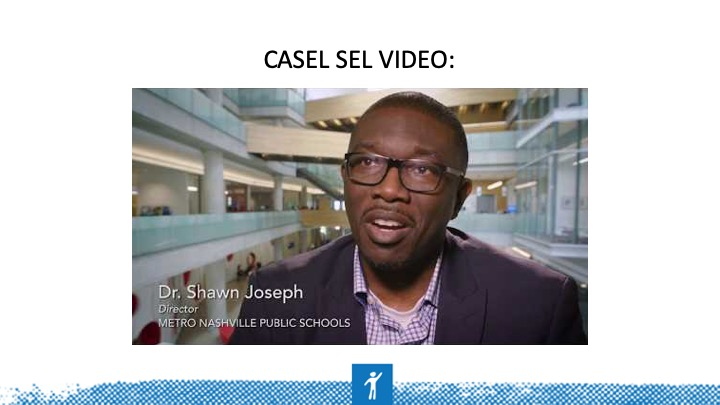 CASEL SEL VIDEO:
Dr. Shawn Joseph
Director
METRO NASHVILLE PUBLIC SCHOOLS